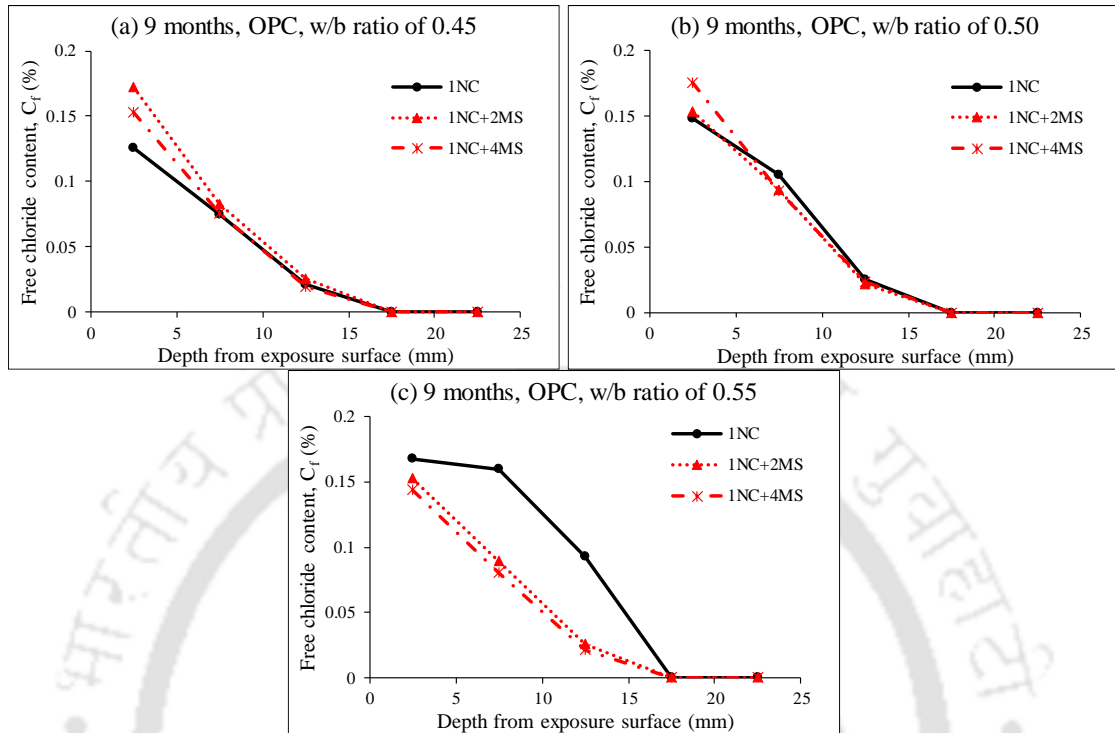 (a) 9 months, OPC, w/b ratio of 0.45
Free chloride content, C_f (%)
0.2
0.15
0.1
0.05
0
0 5 10 15 20 25
Depth from exposure surface (mm)
1NC
1NC+2MS
1NC+4MS
(b) 9 months, OPC, w/b ratio of 0.50
Free chloride content, C_f (%)
0.2
0.15
0.1
0.05
0
0 5 10 15 20 25
Depth from exposure surface (mm)
1NC
1NC+2MS
1NC+4MS
(c) 9 months, OPC, w/b ratio of 0.55
Free chloride content, C_f (%)
0.2
0.15
0.1
0.05
0
0 5 10 15 20 25
Depth from exposure surface (mm)
1NC
1NC+2MS
1NC+4MS
भारतीय
गुवाहाटी